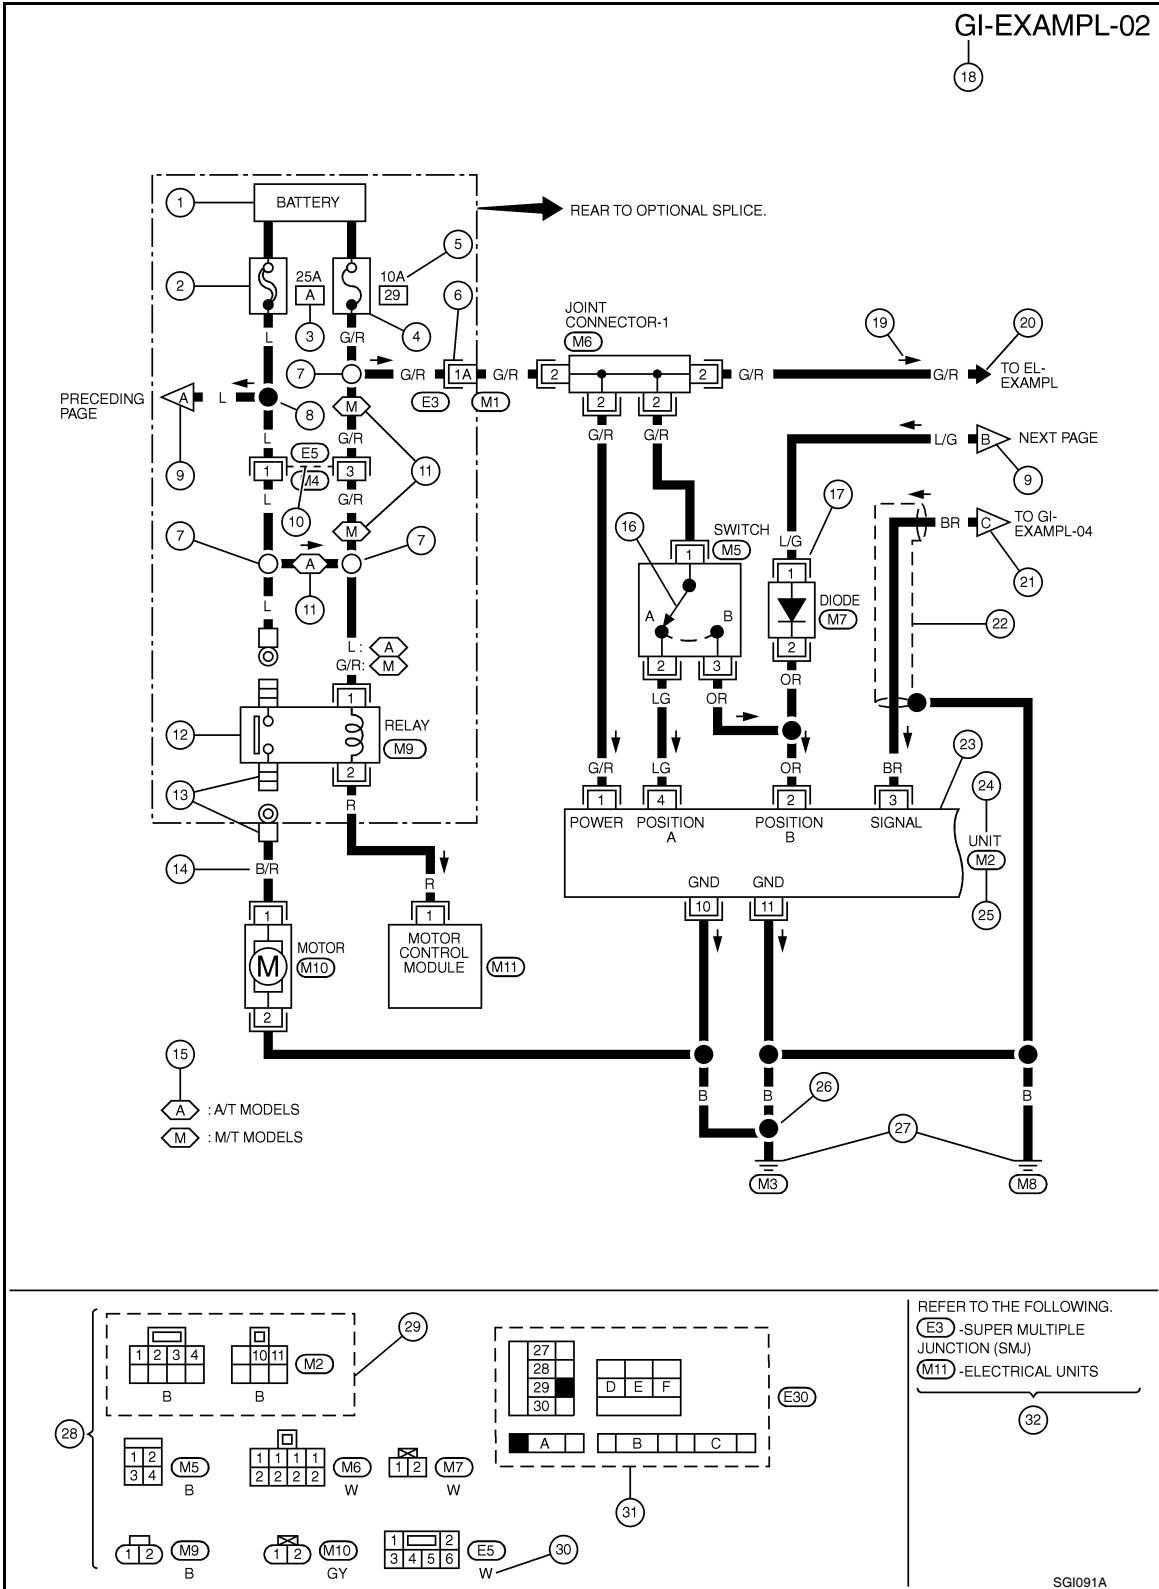 GI-EXAMPL-02
18
1
BATTERY
REAR TO OPTIONAL SPLICE.
5
2
25A
A
10A
29
6
3
4
JOINT
CONNECTOR-1
M6
19
20
L
G/R
7
G/R
1A
G/R
2
2
G/R
G/R
TO EL-
EXAMPL
E3
M1
PRECEDING
PAGE
A
L
8
M
2
2
L
G/R
G/R
G/R
L/G
B
NEXT PAGE
9
E5
1
3
M4
11
9
L
G/R
10
17
16
BR
C
TO GI-
EXAMPL-04
7
M
7
SWITCH
M5
L/G
A
1
1
21
11
L
A
B
DIODE
M7
22
L :
A
2
3
2
G/R:
M
OR
1
LG
OR
12
RELAY
M9
23
2
G/R
LG
OR
BR
24
13
R
1
4
2
3
POWER
POSITION
A
POSITION
B
SIGNAL
UNIT
M2
14
B/R
R
GND
GND
10
11
25
1
1
MOTOR
M10
M
MOTOR
CONTROL
MODULE
M11
2
15
26
B
B
B
A
: A/T MODELS
M
: M/T MODELS
27
M3
M8
28
29
1 2 3 4
10 11
M2
B
B
27
28
29
30
D E F
E30
A
B
C
31
1 2
3 4
M5
B
1 1 1 1
2 2 2 2
M6
W
1 2
M7
W
1 2
M9
B
1 2
M10
GY
1 2
3 4 5 6
E5
W
30
REFER TO THE FOLLOWING.
E3 -SUPER MULTIPLE
JUNCTION (SMJ)
M11 -ELECTRICAL UNITS
32
SGI091A